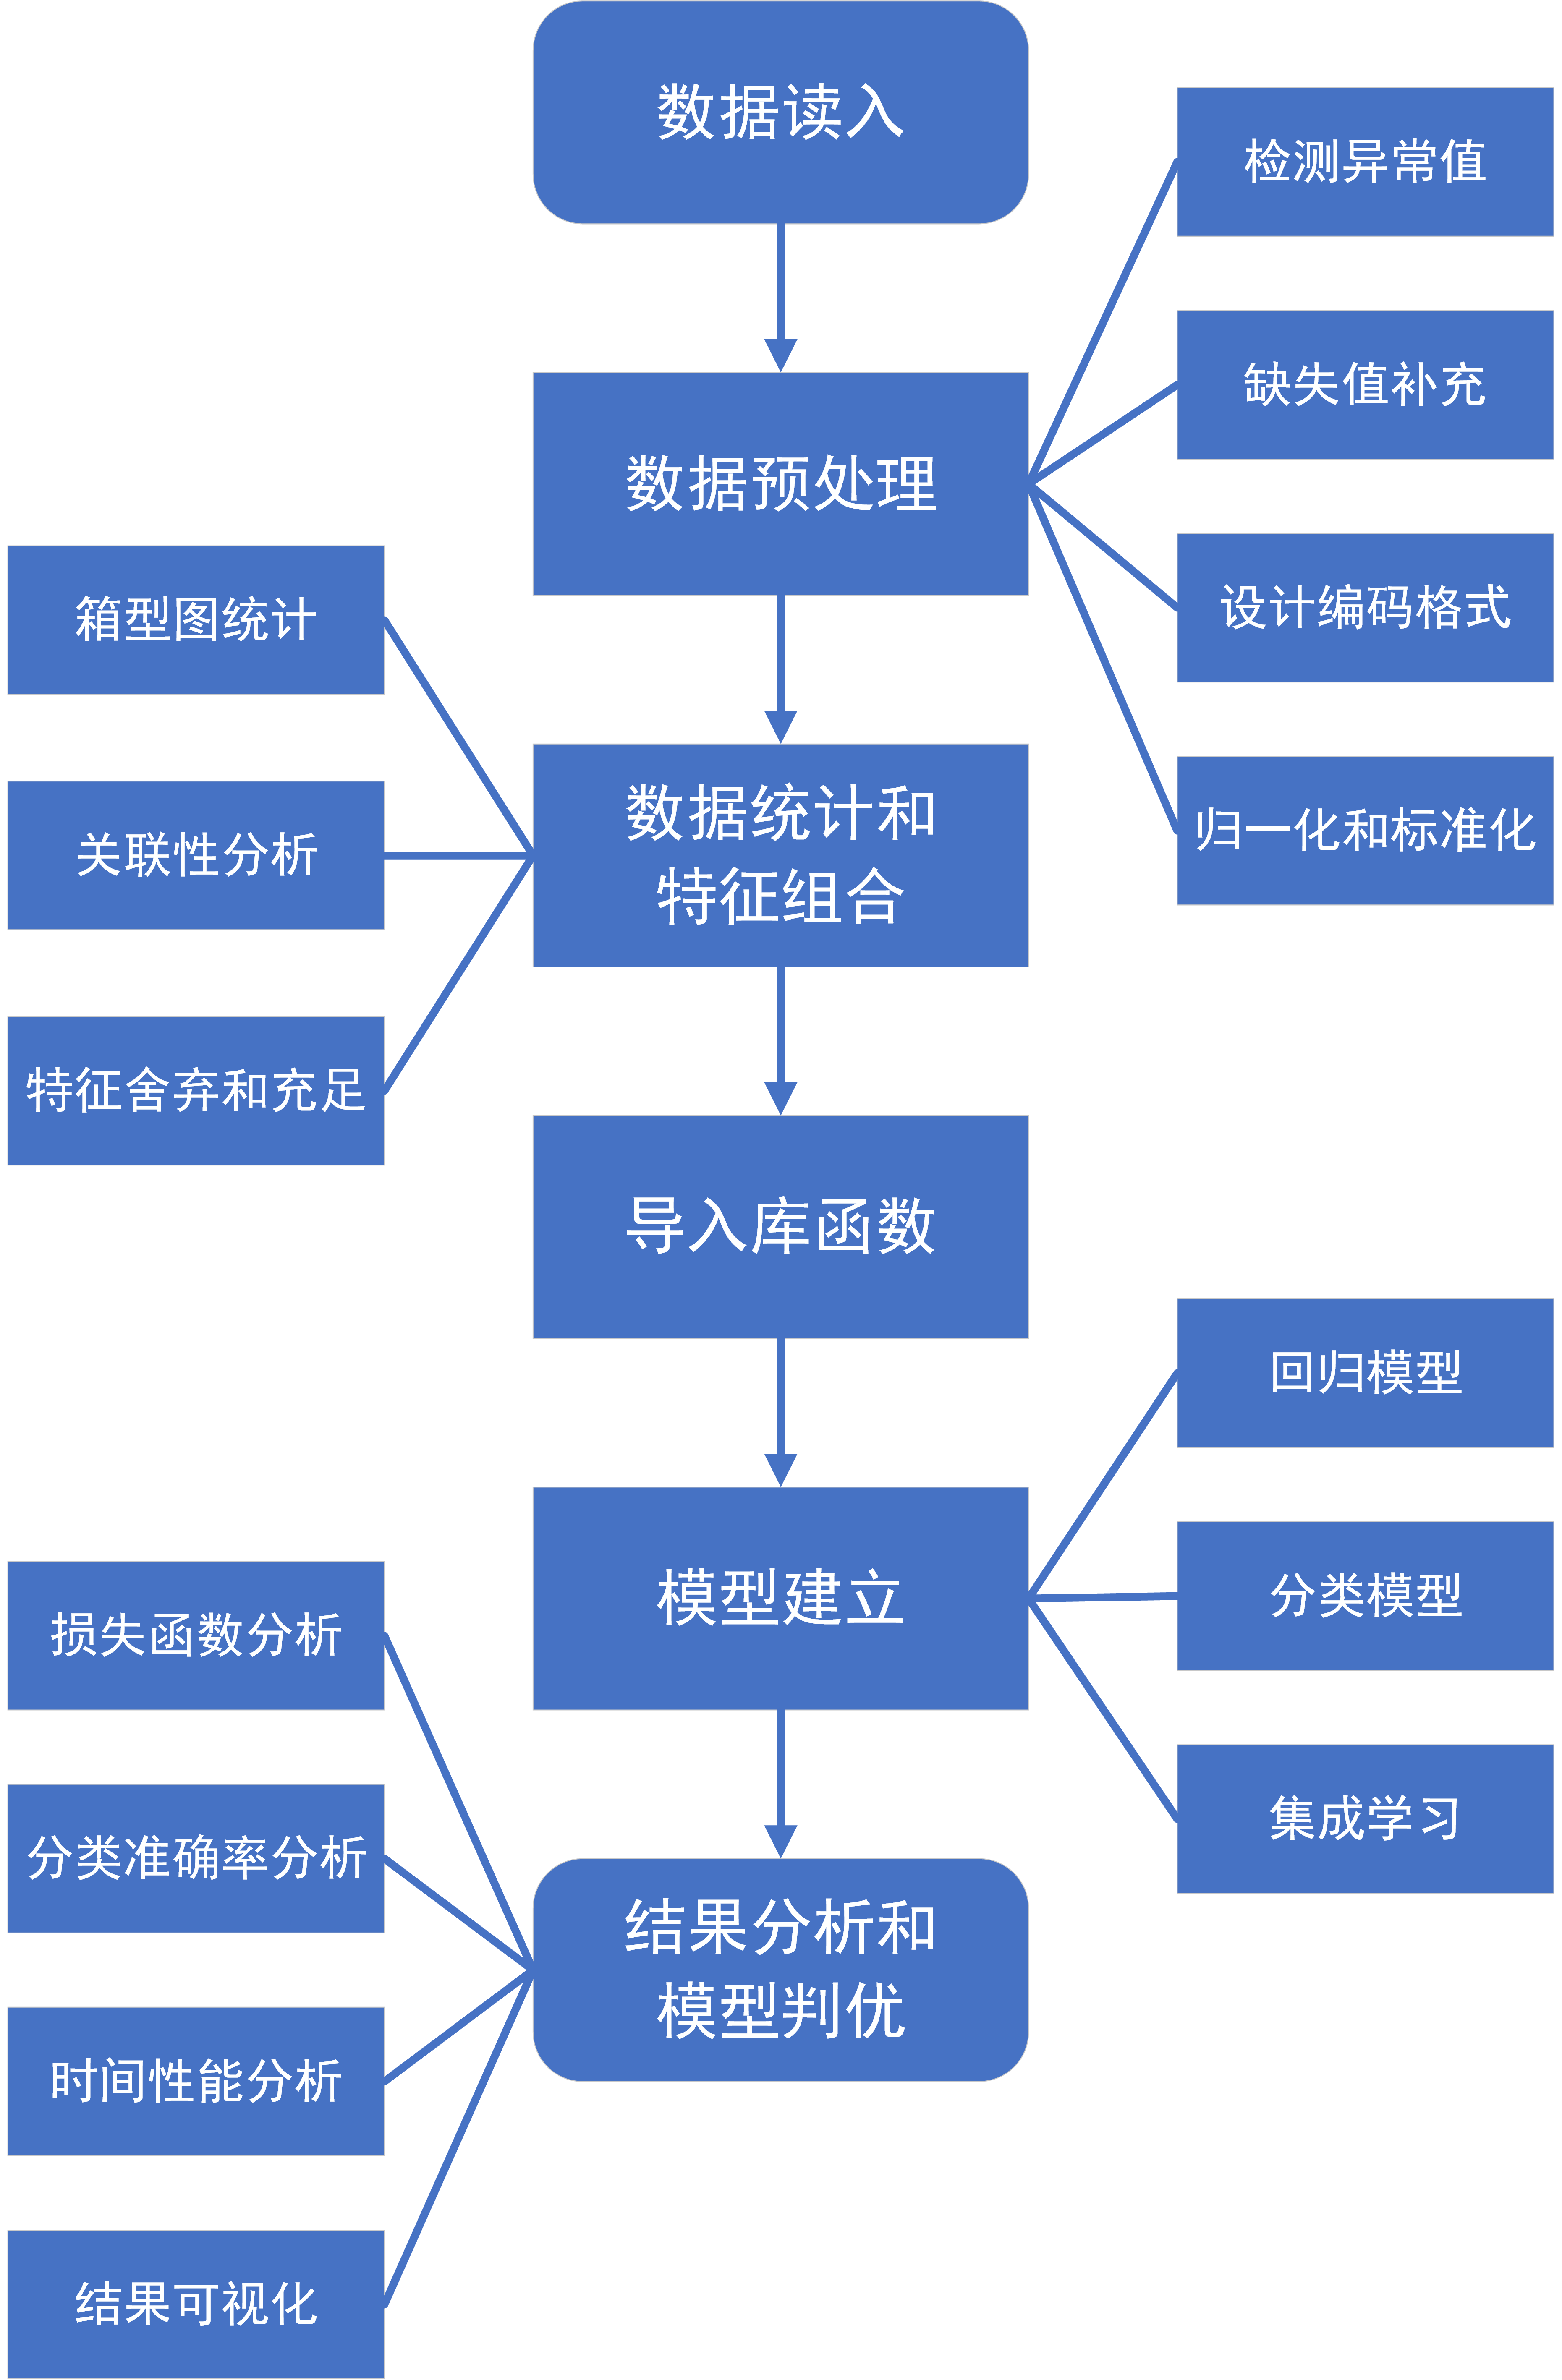 数据读入
检测异常值
缺失值补充
数据预处理
设计编码格式
归一化和标准化
箱型图统计
关联性分析
特征舍弃和充足
数据统计和
特征组合
导入库函数
回归模型
模型建立
分类模型
集成学习
损失函数分析
分类准确率分析
时间性能分析
结果可视化
结果分析和
模型判优